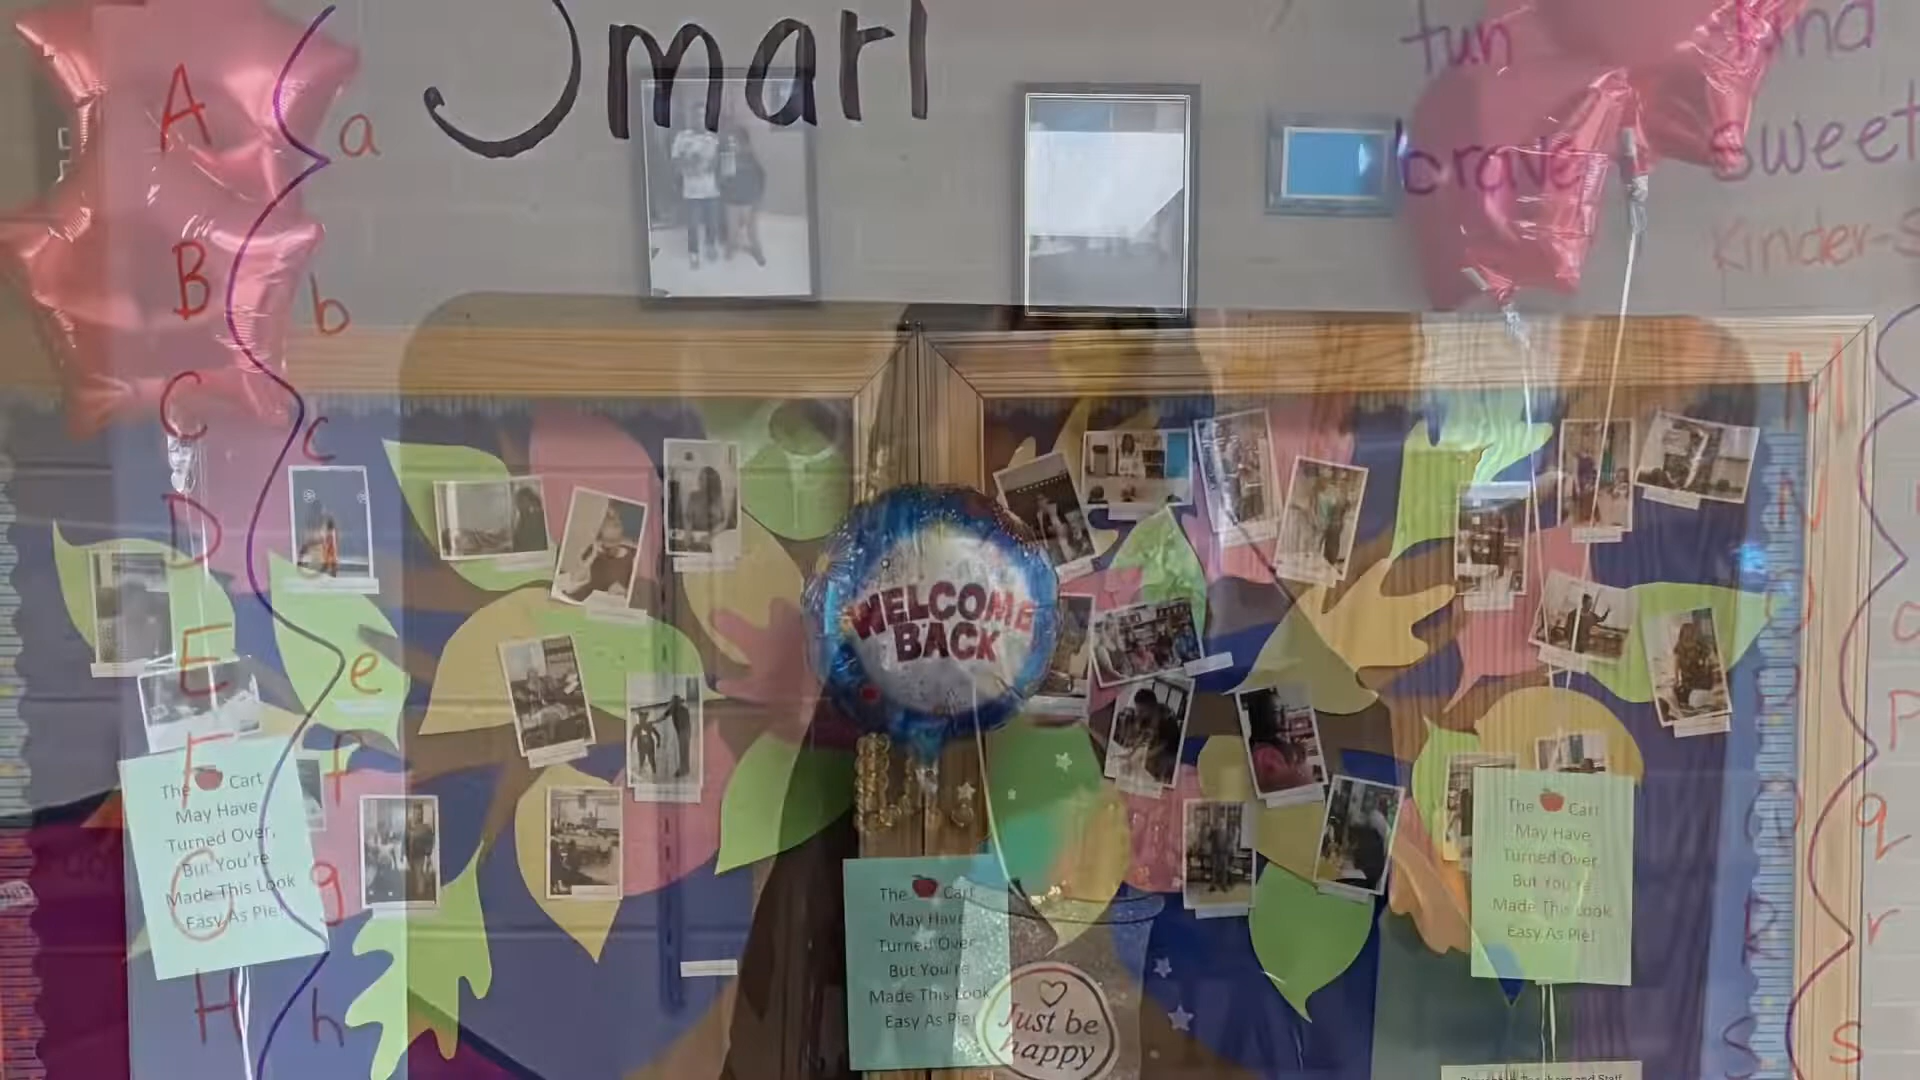 Smart
fun
kind
brave
sweet
Kinder-S
A a
B b
C c
D d
E e
F f
G g
H h
M
N
O o
P p
Q q
R r
S s
WELCOME
BACK
The Cart
May Have
Turned Over,
But You're
Made This Look
Easy As Pie!
The Cart
May Have
Turned Over
But You're
Made This Look
Easy As Pie!
The Cart
May Have
Turned Over
But You're
Made This Look
Easy As Pie!
Just be
happy